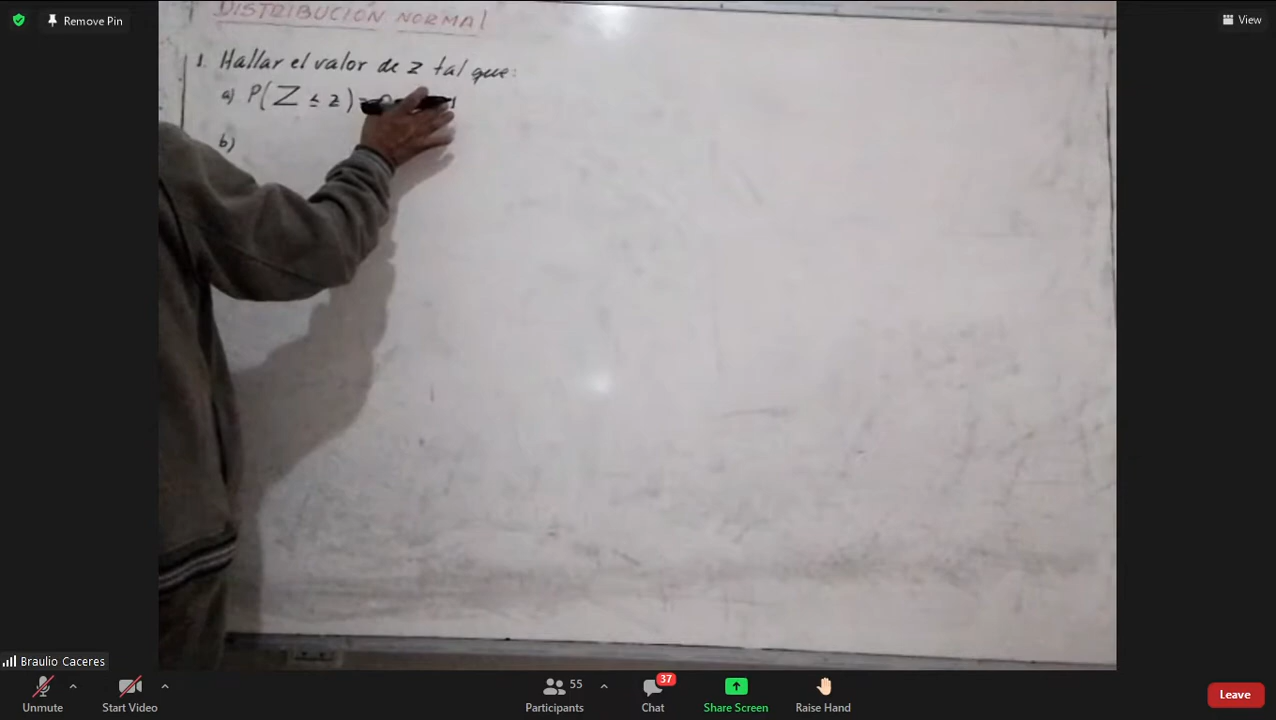 Remove Pin
View
DISTRIBUCIÓN NORMAL
1. Hallar el valor de z tal que:
a) P(Z ≤ z) =
b)
Braulio Caceres
Unmute
Start Video
55
Participants
37
Chat
Share Screen
Raise Hand
Leave